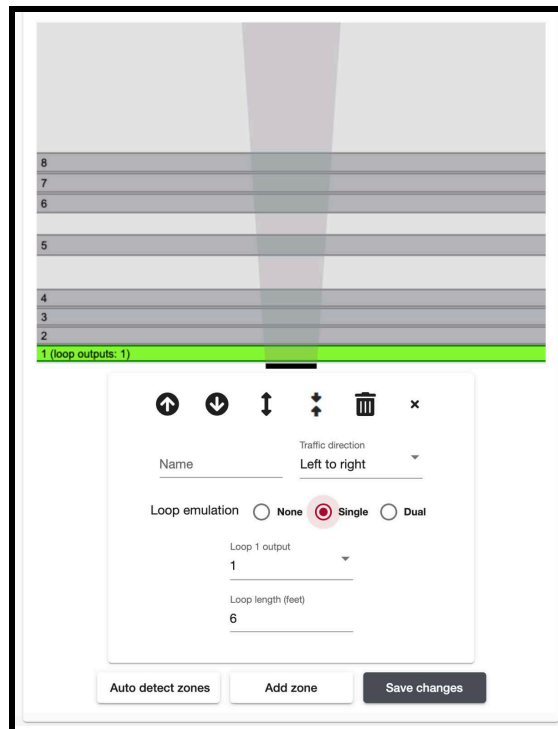 8
7
6
5
4
3
2
1 (loop outputs: 1)
×
Name
Traffic direction
Left to right
Loop emulation None Single Dual
Loop 1 output
1
Loop length (feet)
6
Auto detect zones Add zone Save changes